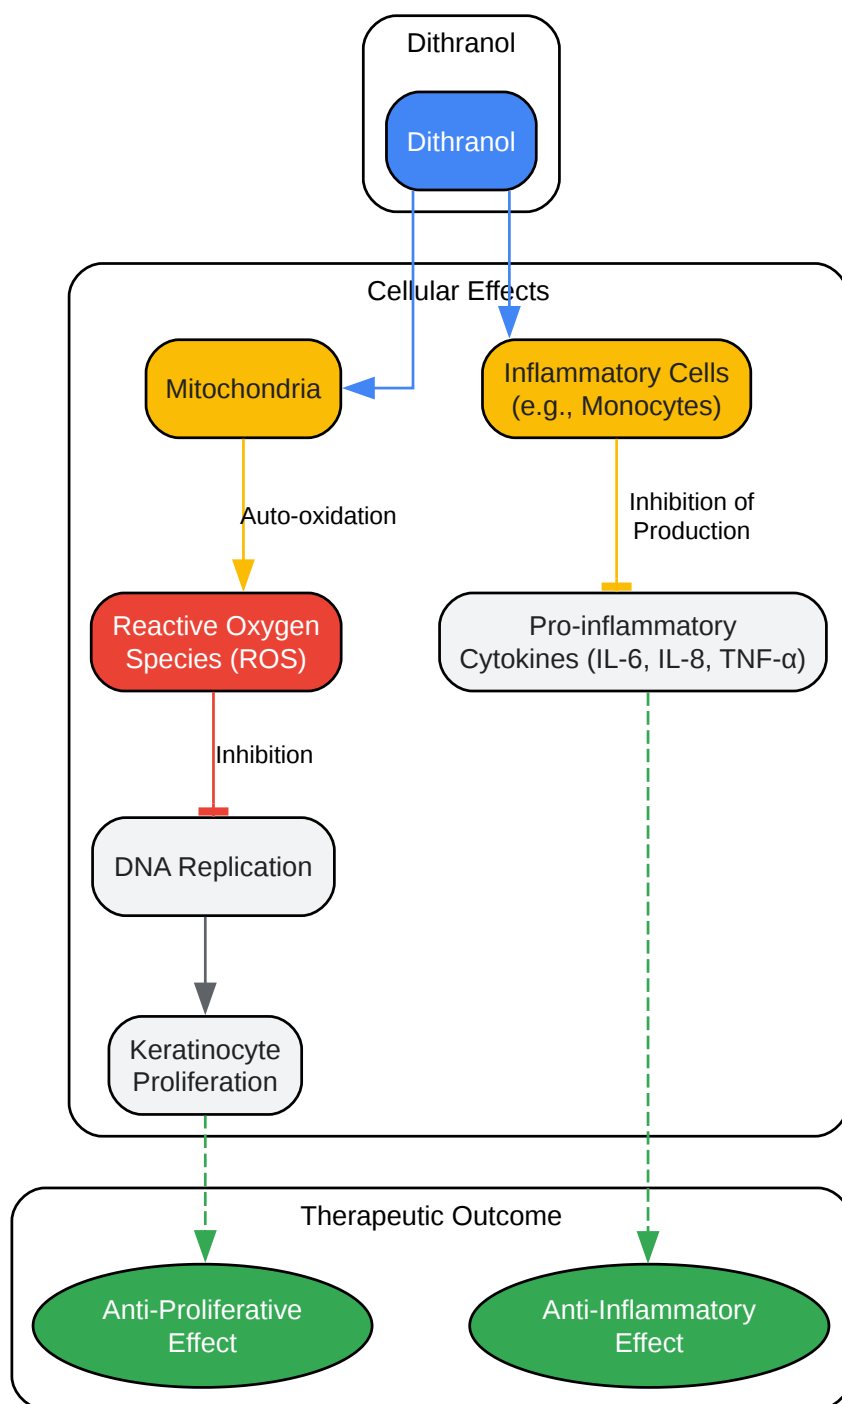 Dithranol
Dithranol
Cellular Effects
Mitochondria
Inflammatory Cells
(e.g., Monocytes)
Auto-oxidation
Inhibition of
Production
Reactive Oxygen
Species (ROS)
Pro-inflammatory
Cytokines (IL-6, IL-8, TNF-α)
Inhibition
DNA Replication
Keratinocyte
Proliferation
Therapeutic Outcome
Anti-Proliferative
Effect
Anti-Inflammatory
Effect